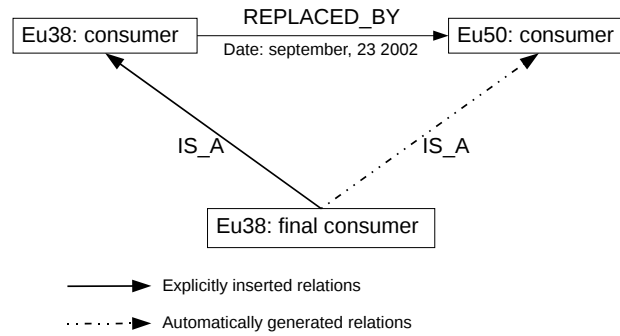 REPLACED_BY
Eu38: consumer
Eu50: consumer
Date: september, 23 2002
IS_A
IS_A
Eu38: final consumer
Explicitly inserted relations
Automatically generated relations